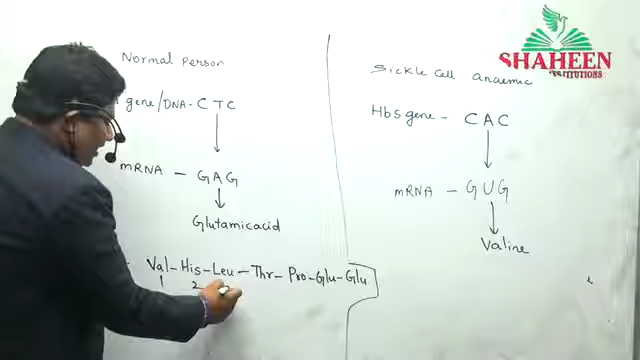 Normal Person
gene/DNA - CTC
mRNA - GAG
Glutamicacid
Val-His-Leu-Thr-Pro-Glu-Glu
1 2
Sickle Cell anaemic
Hbs gene - CAC
mRNA - GUG
Valine
SHAHEEN